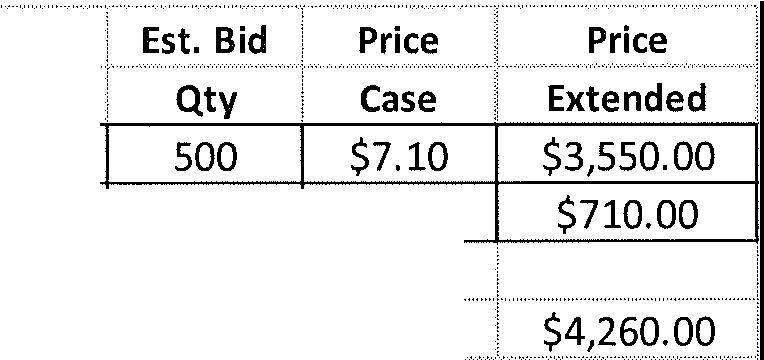 Est. Bid Price Price
Qty Case Extended
500 $7.10 $3,550.00
$710.00
$4,260.00